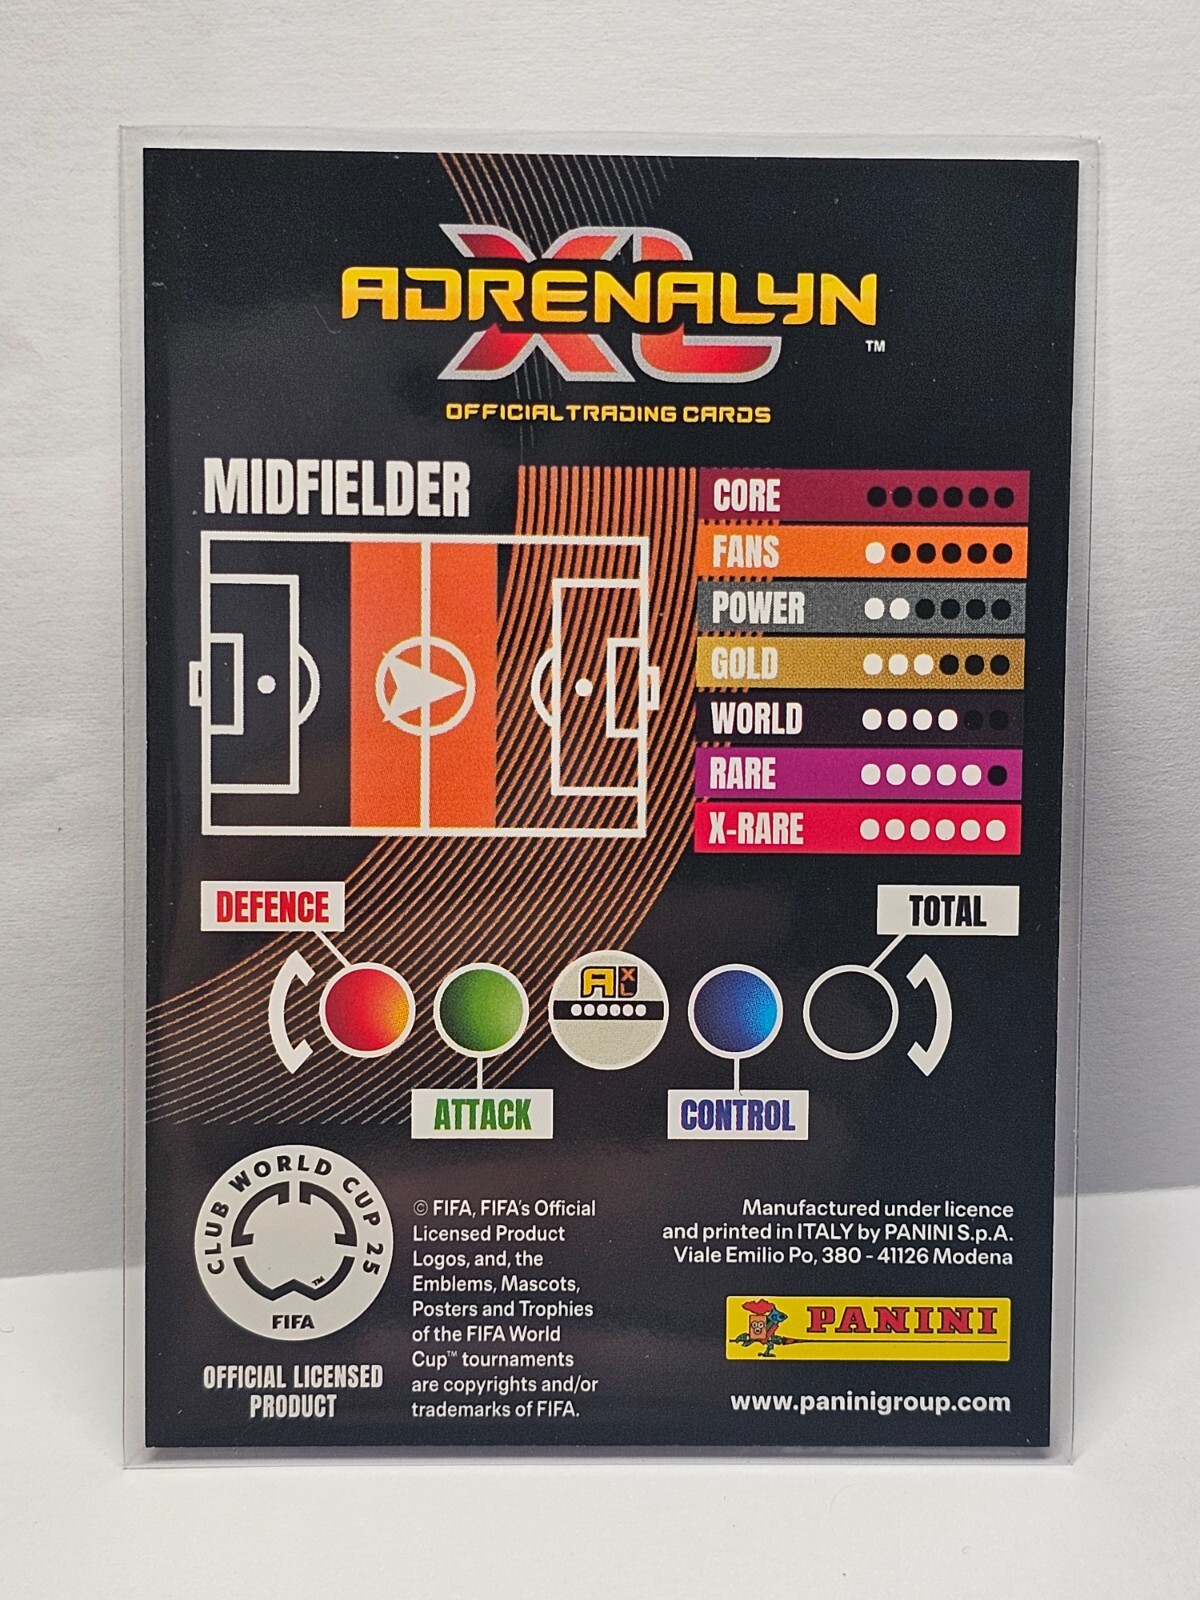 XL
ADRENALYN
TM
OFFICIAL TRADING CARDS
MIDFIELDER
CORE
FANS
POWER
GOLD
WORLD
RARE
X-RARE
DEFENCE
TOTAL
A XL
ATTACK
CONTROL
CLUB WORLD CUP 25
TM
FIFA
OFFICIAL LICENSED
PRODUCT
© FIFA, FIFA's Official
Licensed Product
Logos, and, the
Emblems, Mascots,
Posters and Trophies
of the FIFA World
Cup™ tournaments
are copyrights and/or
trademarks of FIFA.
Manufactured under licence
and printed in ITALY by PANINI S.p.A.
Viale Emilio Po, 380 - 41126 Modena
PANINI
www.paninigroup.com